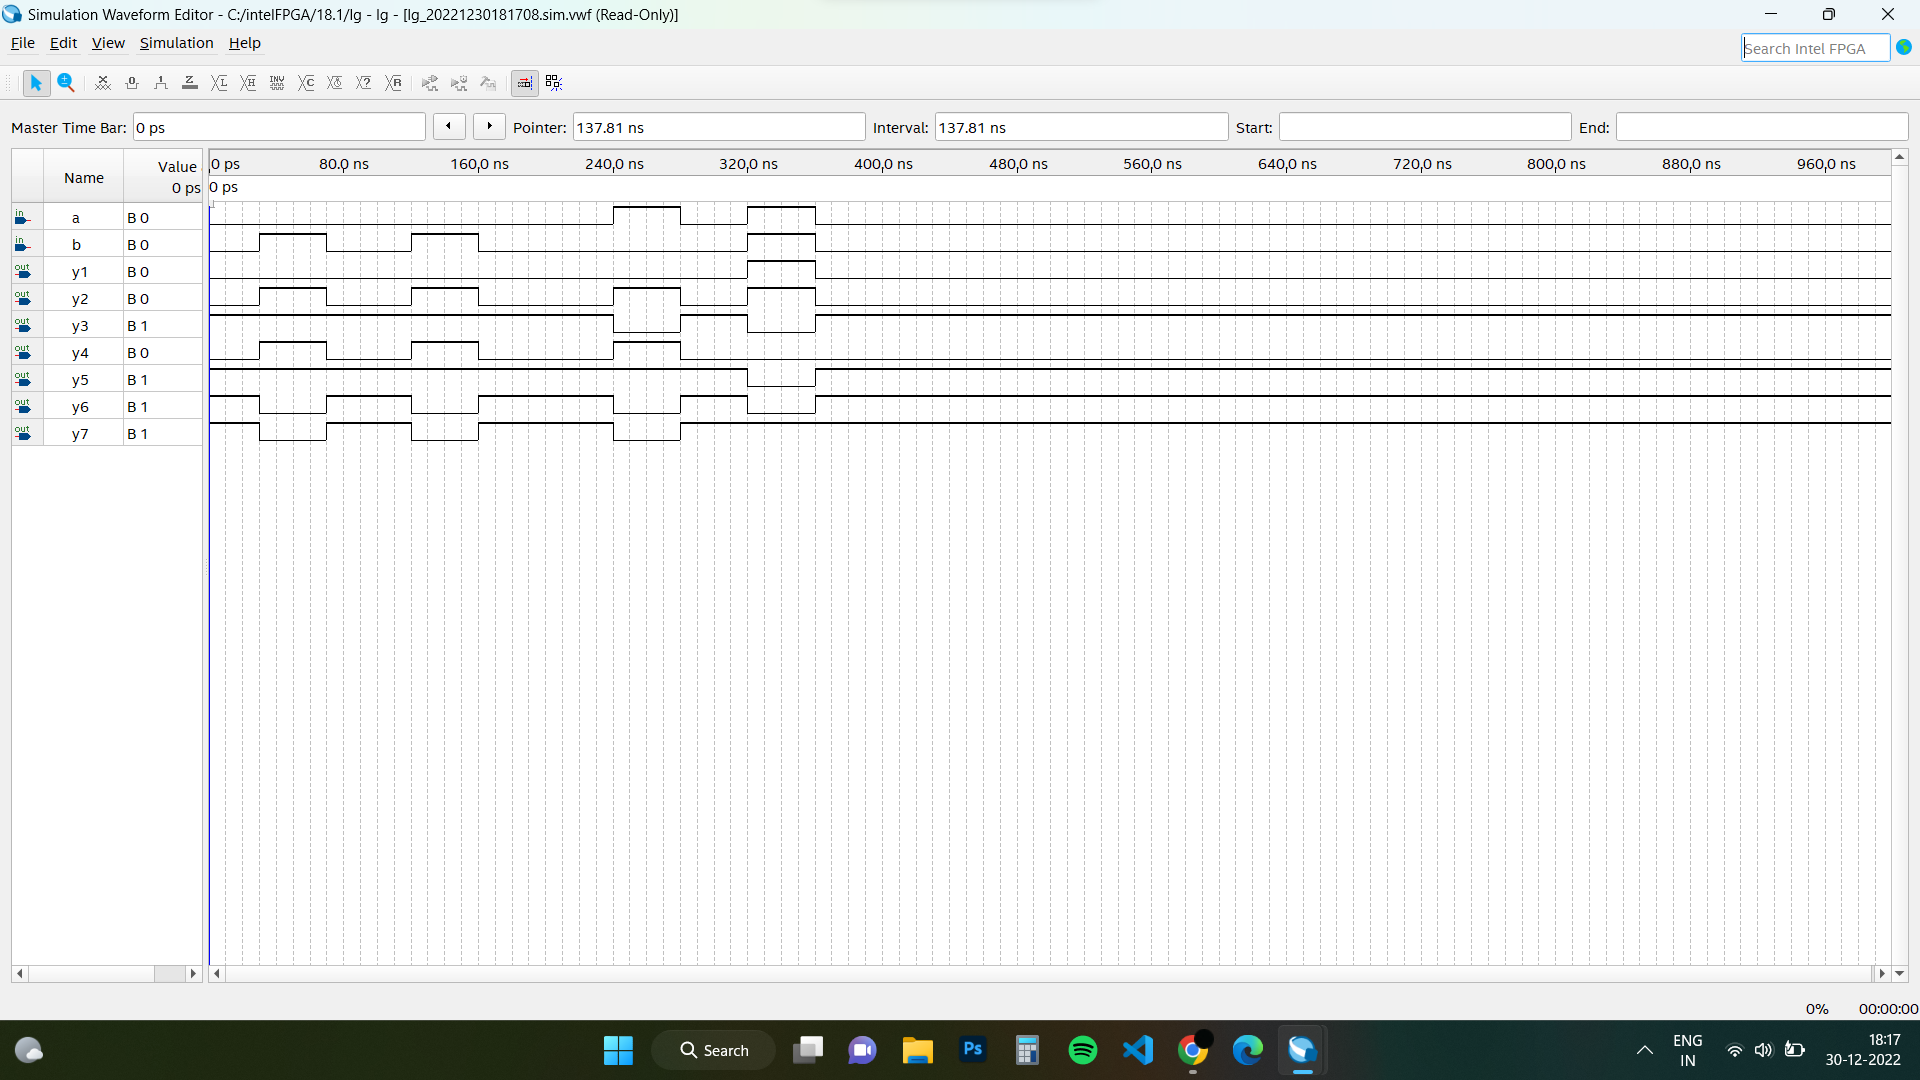 Simulation Waveform Editor - C:/intelFPGA/18.1/lg - lg - [lg_20221230181708.sim.vwf (Read-Only)]
File Edit View Simulation Help
Search Intel FPGA
Master Time Bar: 0 ps Pointer: 137.81 ns Interval: 137.81 ns Start: End:
Name Value 0 ps
0 ps 80.0 ns 160.0 ns 240.0 ns 320.0 ns 400.0 ns 480.0 ns 560.0 ns 640.0 ns 720.0 ns 800.0 ns 880.0 ns 960.0 ns
0 ps
in a B 0
in b B 0
out y1 B 0
out y2 B 0
out y3 B 1
out y4 B 0
out y5 B 1
out y6 B 1
out y7 B 1
0% 00:00:00
Search
Ps
ENG IN
18:17
30-12-2022